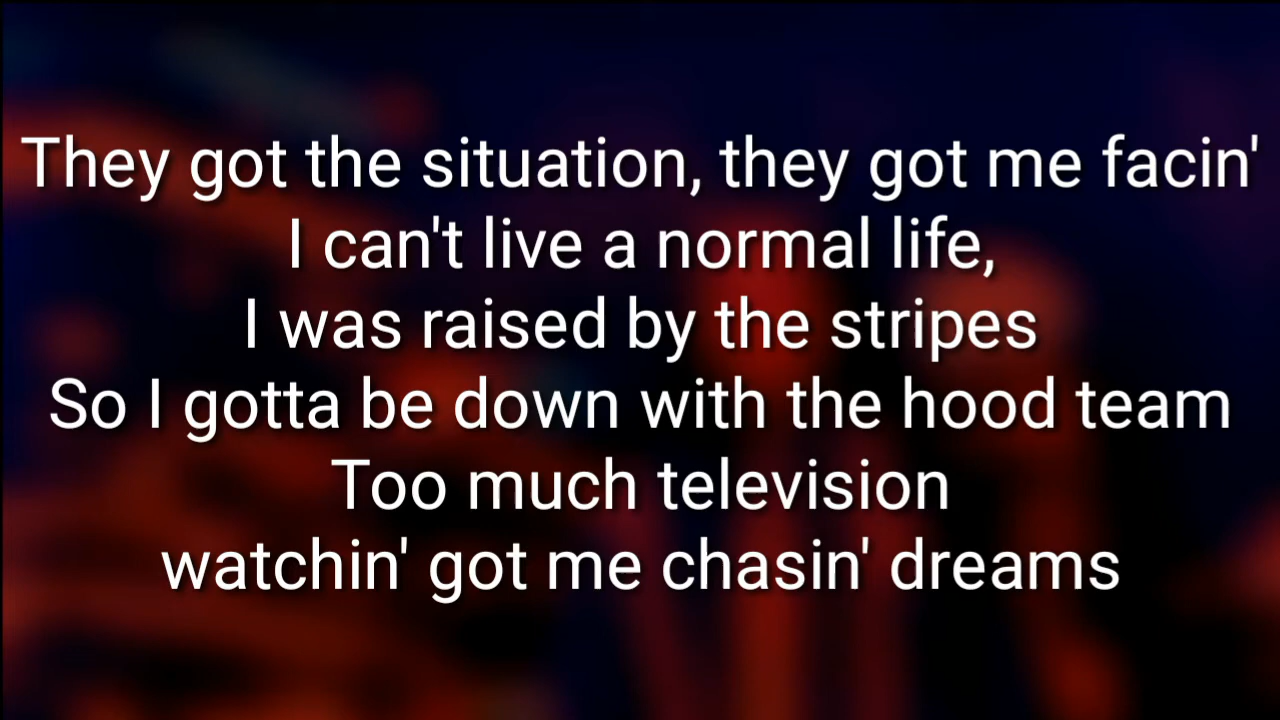 They got the situation, they got me facin'
I can't live a normal life,
I was raised by the stripes
So I gotta be down with the hood team
Too much television
watchin' got me chasin' dreams